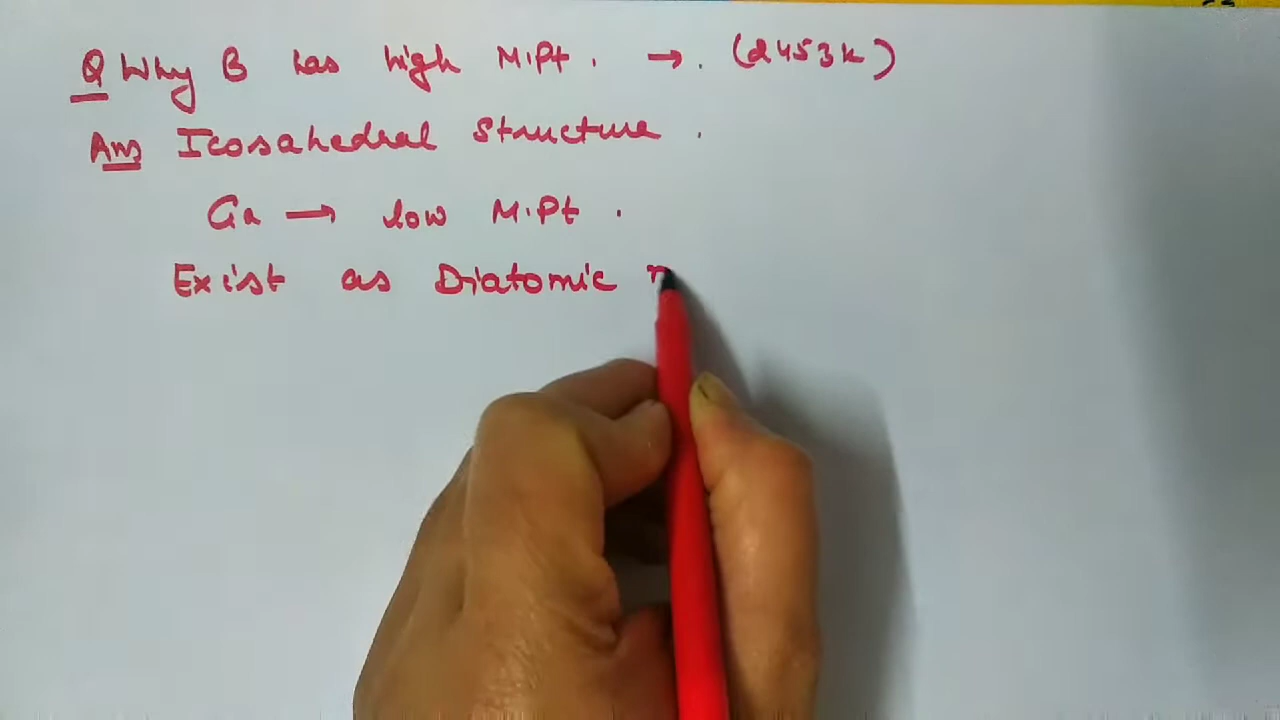 Q Why B has high M.Pt. → (2453K)
Ans Icosahedral Structure.
Ga → low M.Pt.
Exist as Diatomic